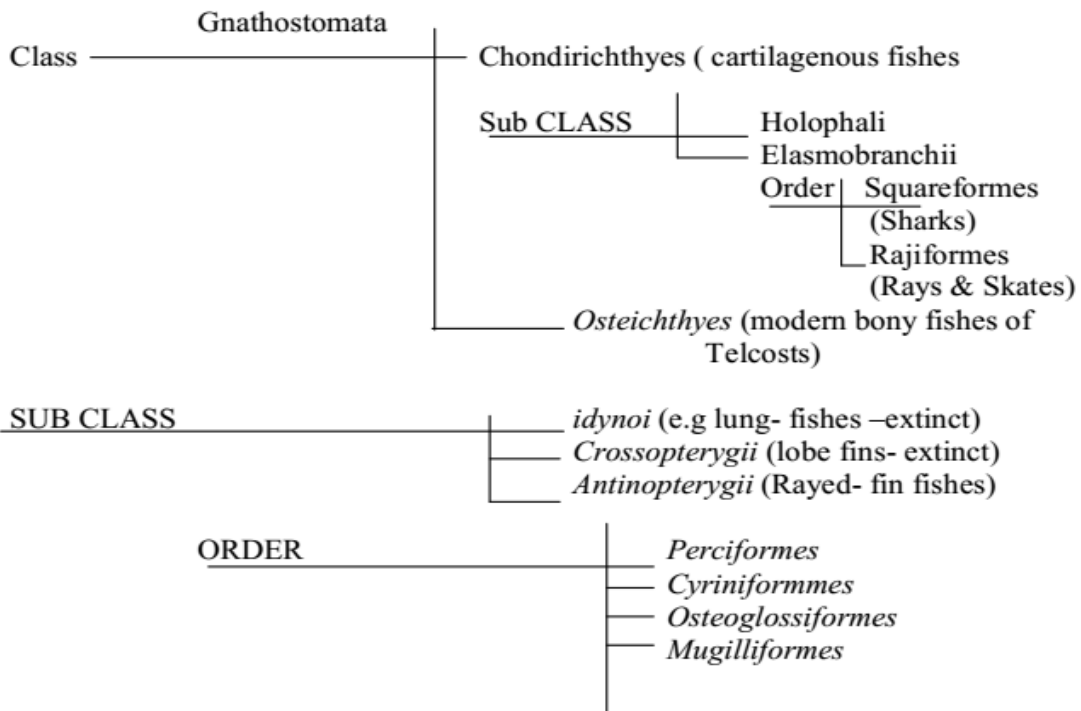 Gnathostomata
Class Chondirichthyes ( cartilagenous fishes
Sub CLASS Holophali
Elasmobranchii
Order Squareformes
(Sharks)
Rajiformes
(Rays & Skates)
Osteichthyes (modern bony fishes of
Telcosts)
SUB CLASS idynoi (e.g lung- fishes –extinct)
Crossopterygii (lobe fins- extinct)
Antinopterygii (Rayed- fin fishes)
ORDER Perciformes
Cyriniformmes
Osteoglossiformes
Mugilliformes